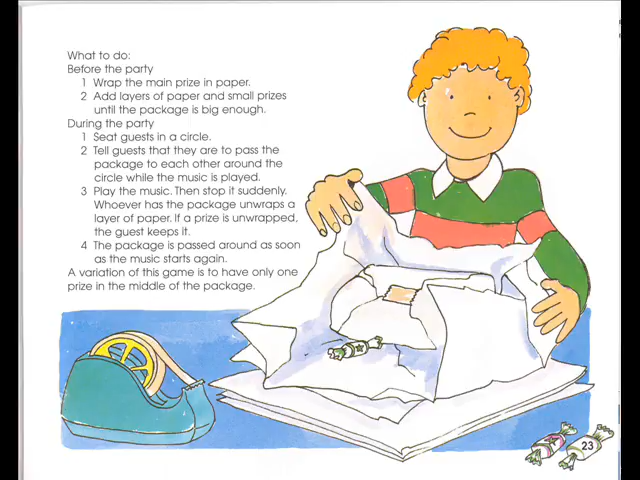 What to do:
Before the party
1 Wrap the main prize in paper.
2 Add layers of paper and small prizes
until the package is big enough.
During the party
1 Seat guests in a circle.
2 Tell guests that they are to pass the
package to each other around the
circle while the music is played.
3 Play the music. Then stop it suddenly.
Whoever has the package unwraps a
layer of paper. If a prize is unwrapped,
the guest keeps it.
4 The package is passed around as soon
as the music starts again.
A variation of this game is to have only one
prize in the middle of the package.
23